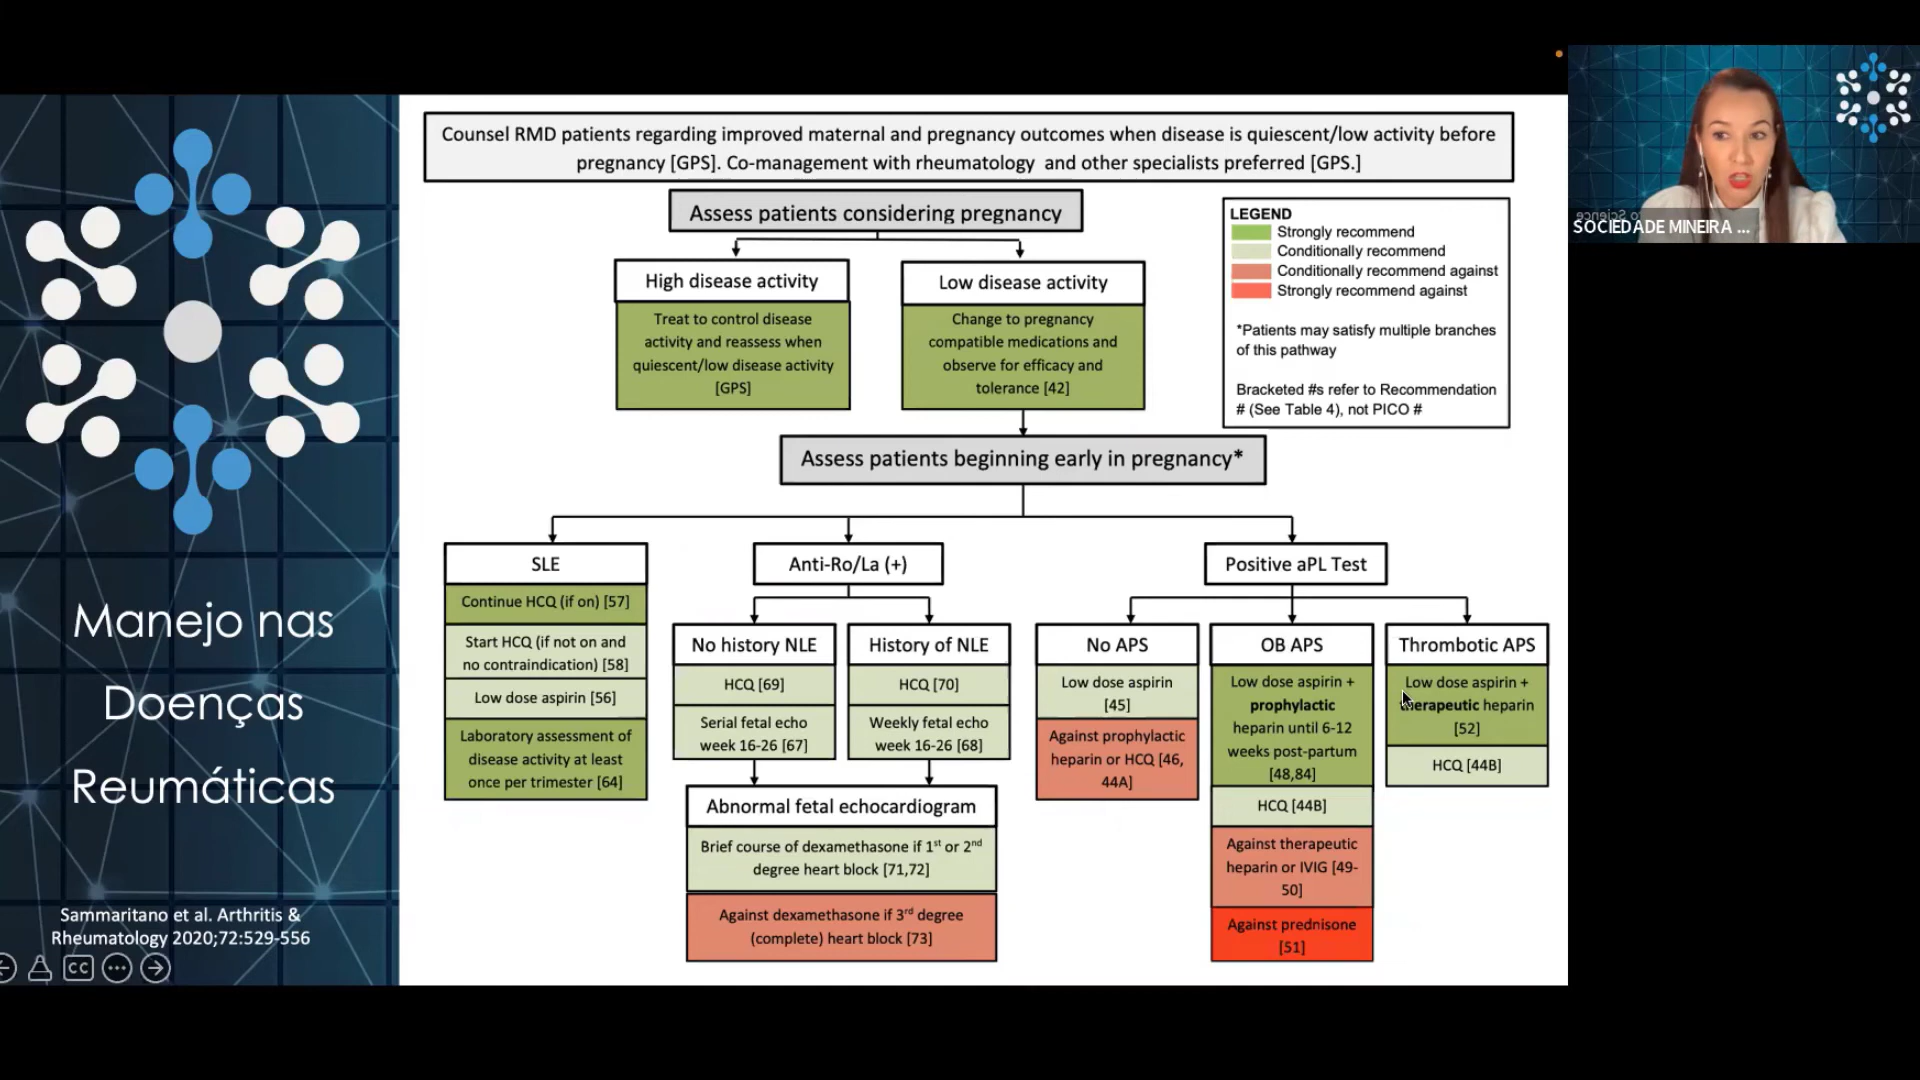 Counsel RMD patients regarding improved maternal and pregnancy outcomes when disease is quiescent/low activity before
pregnancy [GPS]. Co-management with rheumatology and other specialists preferred [GPS.]
Assess patients considering pregnancy
High disease activity
Treat to control disease
activity and reassess when
quiescent/low disease activity
[GPS]
Low disease activity
Change to pregnancy
compatible medications and
observe for efficacy and
tolerance [42]
LEGEND
Strongly recommend
Conditionally recommend
Conditionally recommend against
Strongly recommend against
*Patients may satisfy multiple branches
of this pathway
Bracketed #s refer to Recommendation
# (See Table 4), not PICO #
Assess patients beginning early in pregnancy*
SLE
Continue HCQ (if on) [57]
Start HCQ (if not on and
no contraindication) [58]
Low dose aspirin [56]
Laboratory assessment of
disease activity at least
once per trimester [64]
Anti-Ro/La (+)
No history NLE
HCQ [69]
Serial fetal echo
week 16-26 [67]
History of NLE
HCQ [70]
Weekly fetal echo
week 16-26 [68]
Abnormal fetal echocardiogram
Brief course of dexamethasone if 1st or 2nd
degree heart block [71,72]
Against dexamethasone if 3rd degree
(complete) heart block [73]
Positive aPL Test
No APS
Low dose aspirin
[45]
Against prophylactic
heparin or HCQ [46,
44A]
OB APS
Low dose aspirin +
prophylactic
heparin until 6-12
weeks post-partum
[48,84]
HCQ [44B]
Against therapeutic
heparin or IVIG [49-
50]
Against prednisone
[51]
Thrombotic APS
Low dose aspirin +
therapeutic heparin
[52]
HCQ [44B]
Manejo nas
Doenças
Reumáticas
Sammaritano et al. Arthritis &
Rheumatology 2020;72:529-556
CC
SOCIEDADE MINEIRA ...